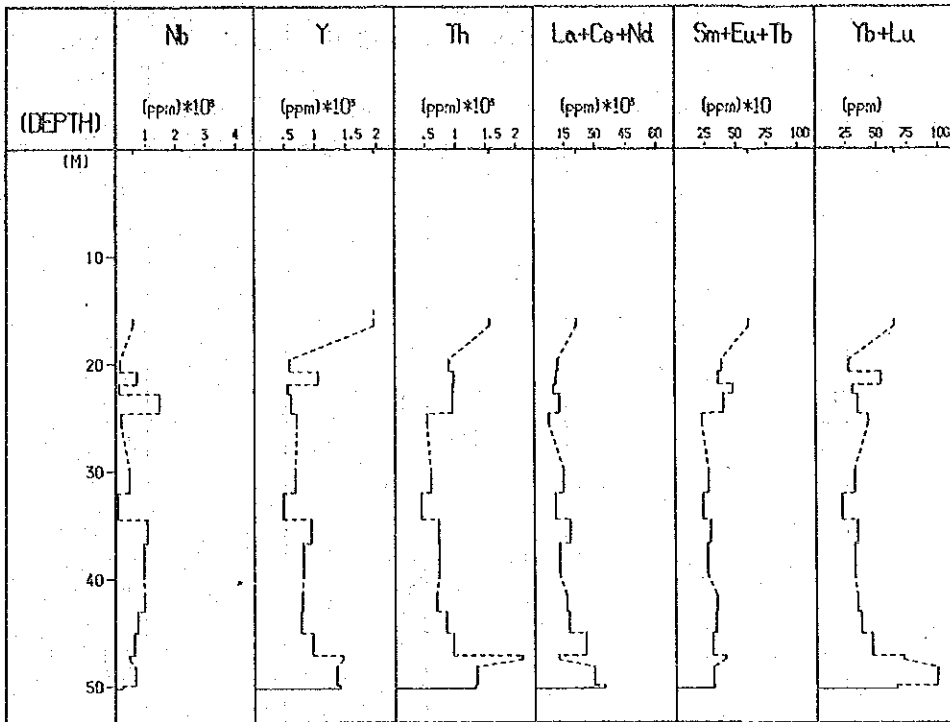 Nb Y Th La+Ce+Nd Sm+Eu+Tb Yb+Lu
(DEPTH) (ppm)*10³ (ppm)*10³ (ppm)*10³ (ppm)*10³ (ppm)*10 (ppm)
1 2 3 4 .5 1 1.5 2 .5 1 1.5 2 15 30 45 60 25 50 75 100 25 50 75 100
(M)
10
20
30
40
50